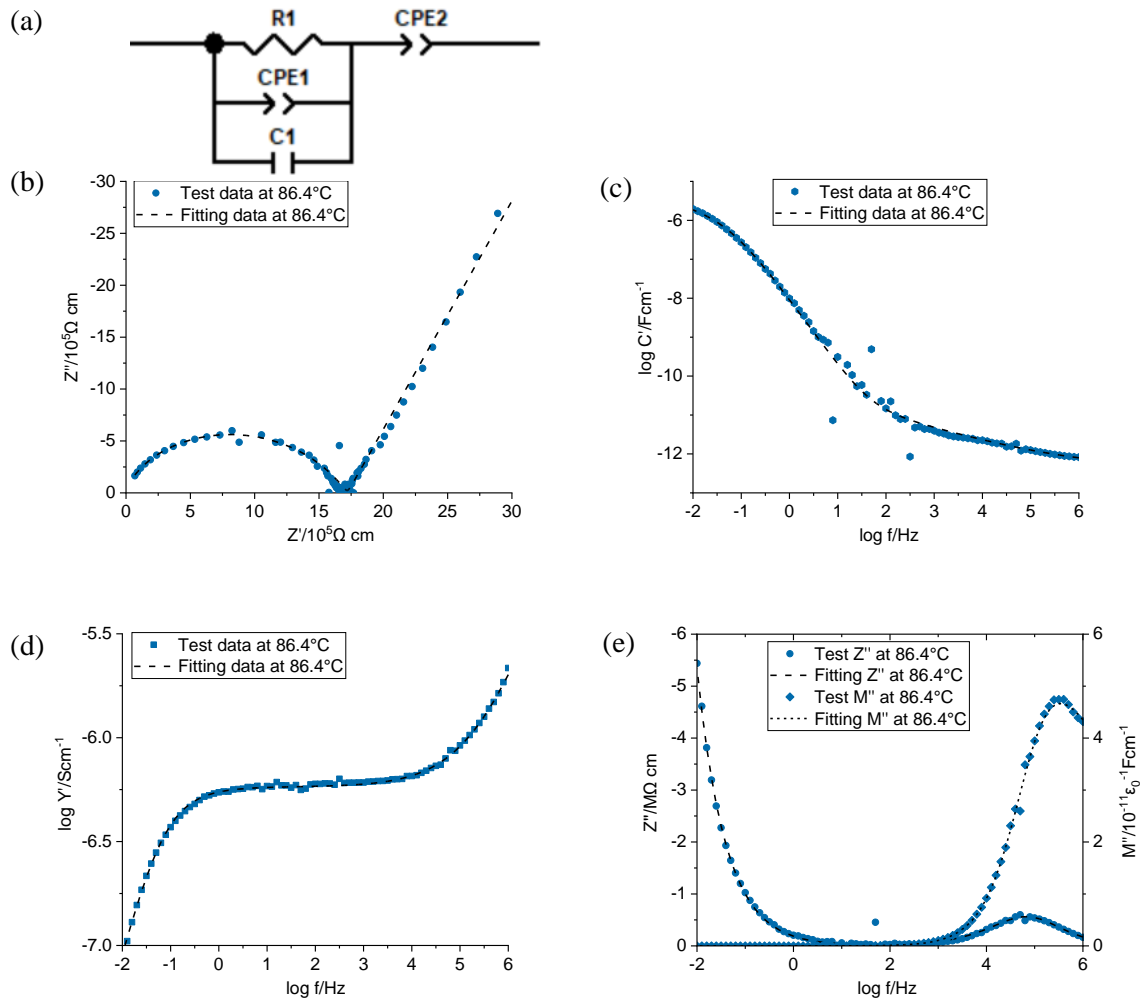 (a)
R1
CPE2
CPE1
C1
(b)
Test data at 86.4°C
Fitting data at 86.4°C
-30
-25
-20
-15
-10
-5
0
Z''/10⁵Ω cm
0 5 10 15 20 25 30
Z'/10⁵Ω cm
(c)
Test data at 86.4°C
Fitting data at 86.4°C
-6
-8
-10
-12
log C'/Fcm⁻¹
-2 -1 0 1 2 3 4 5 6
log f/Hz
(d)
Test data at 86.4°C
Fitting data at 86.4°C
-5.5
-6.0
-6.5
-7.0
log Y'/Scm⁻¹
-2 -1 0 1 2 3 4 5 6
log f/Hz
(e)
Test Z'' at 86.4°C
Fitting Z'' at 86.4°C
Test M'' at 86.4°C
Fitting M'' at 86.4°C
-6
-5
-4
-3
-2
-1
0
Z''/MΩ cm
6
4
2
0
M''/10⁻¹¹ε₀⁻¹Fcm⁻¹
-2 0 2 4 6
log f/Hz